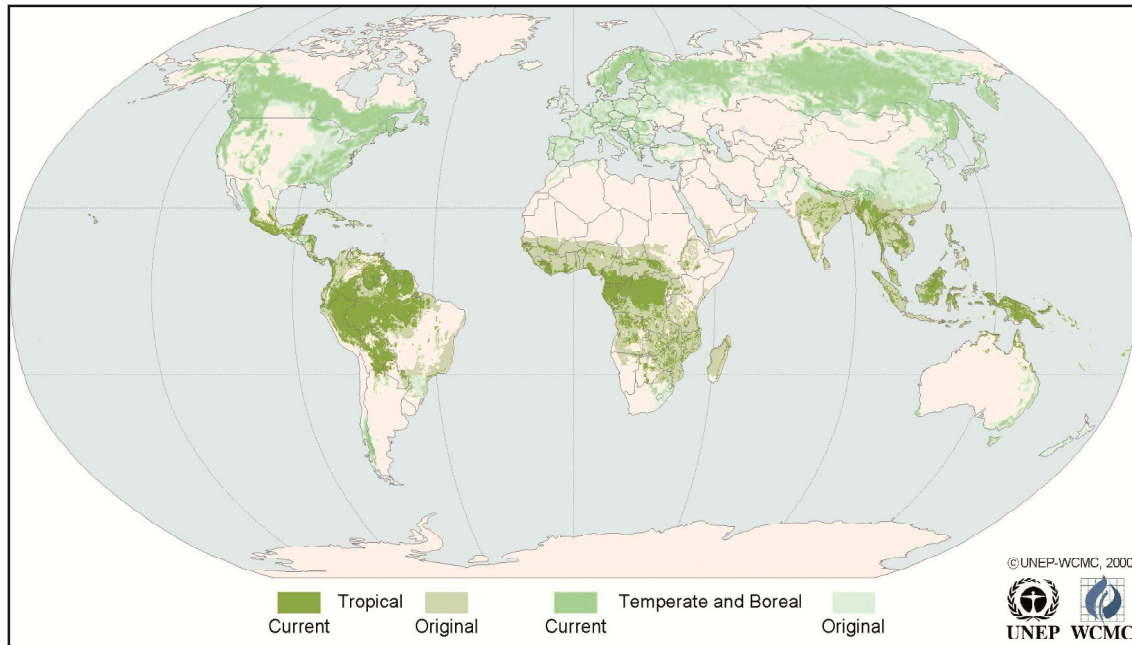 ©UNEP-WCMC, 2000
Tropical
Temperate and Boreal
Current
Original
Current
Original
UNEP WCMC